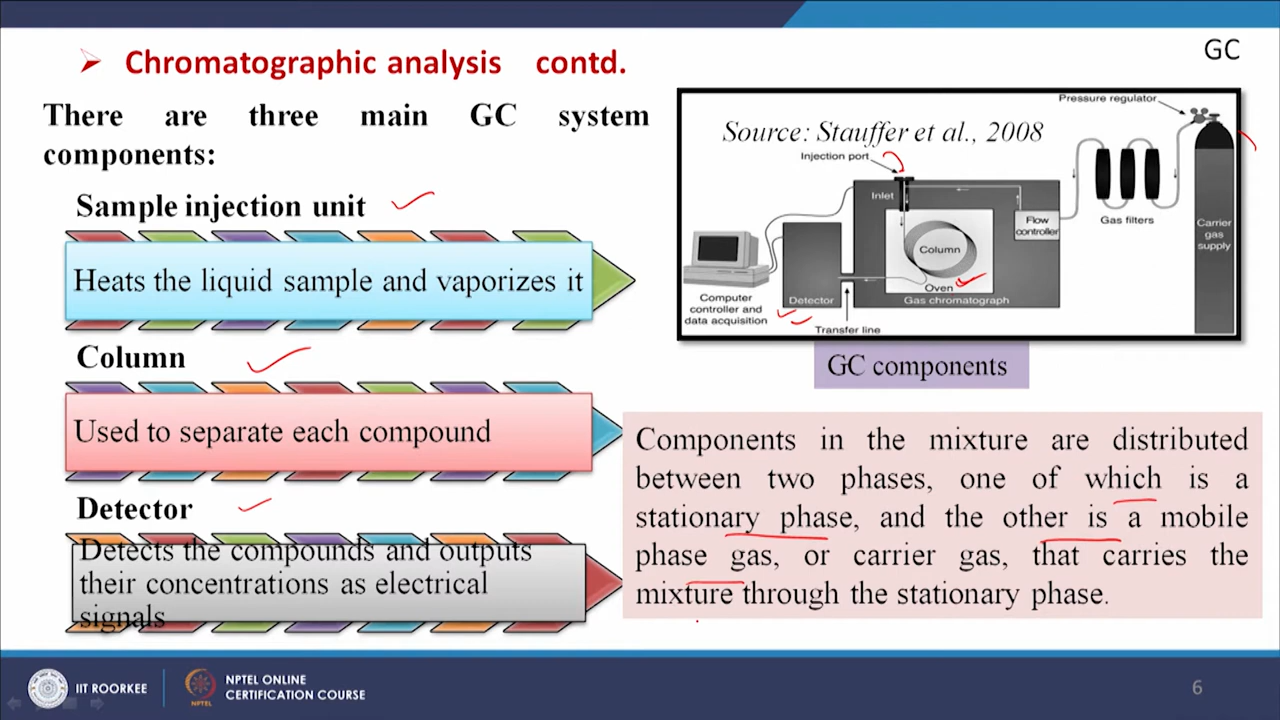 Chromatographic analysis contd.
GC
There are three main GC system
components:
Sample injection unit
Heats the liquid sample and vaporizes it
Column
Used to separate each compound
Detector
Detects the compounds and outputs
their concentrations as electrical
signals
Source: Stauffer et al., 2008
Pressure regulator
Injection port
Inlet
Flow
controller
Gas filters
Carrier
gas
supply
Column
Oven
Gas chromatograph
Detector
Transfer line
Computer
controller and
data acquisition
GC components
Components in the mixture are distributed
between two phases, one of which is a
stationary phase, and the other is a mobile
phase gas, or carrier gas, that carries the
mixture through the stationary phase.
IIT ROORKEE
NPTEL
NPTEL ONLINE
CERTIFICATION COURSE
6